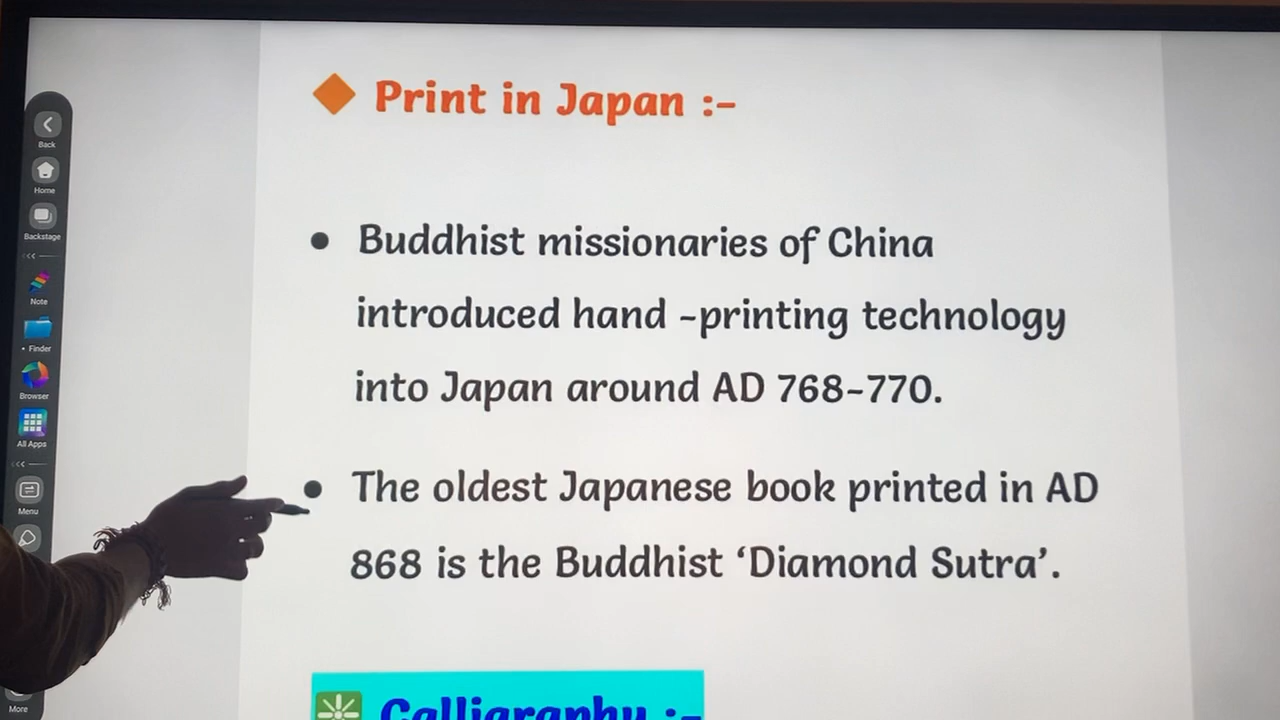 Print in Japan :-
Buddhist missionaries of China
introduced hand -printing technology
into Japan around AD 768-770.
The oldest Japanese book printed in AD
868 is the Buddhist ‘Diamond Sutra’.
Calligraphy :-
Back
Home
Backstage
Note
Finder
Browser
All Apps
Menu
More